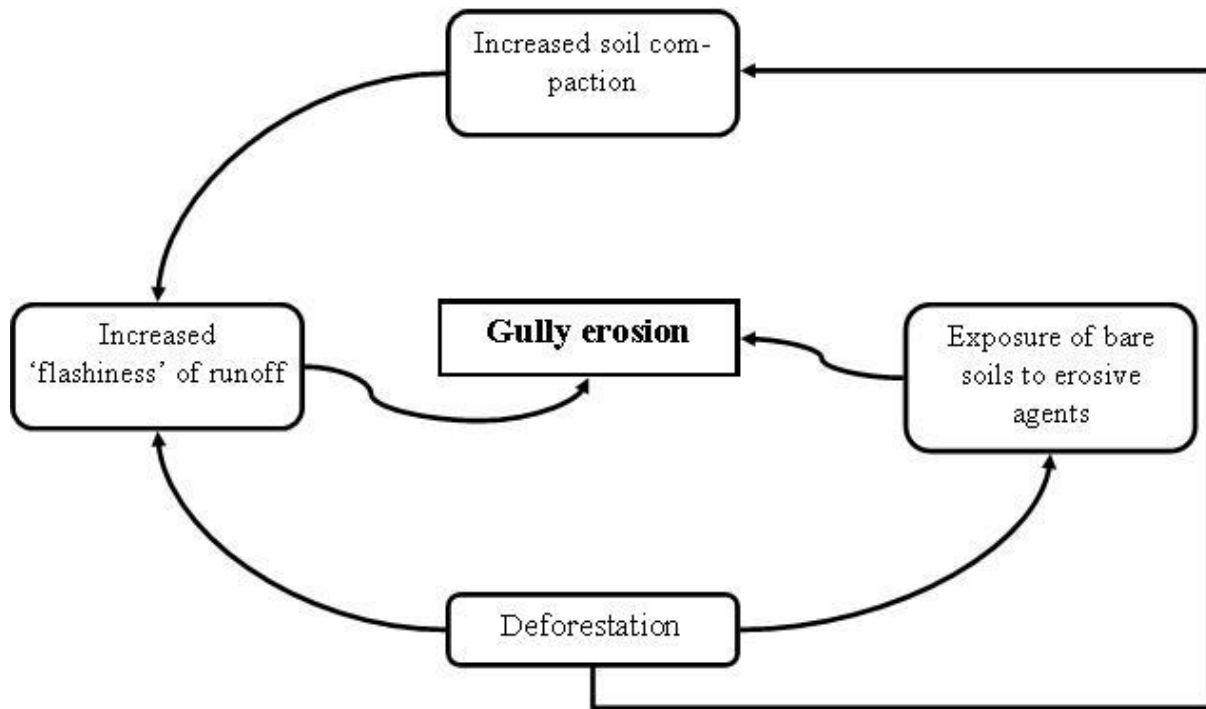 Increased soil com-
paction
Increased
‘flashiness’ of runoff
Gully erosion
Exposure of bare
soils to erosive
agents
Deforestation